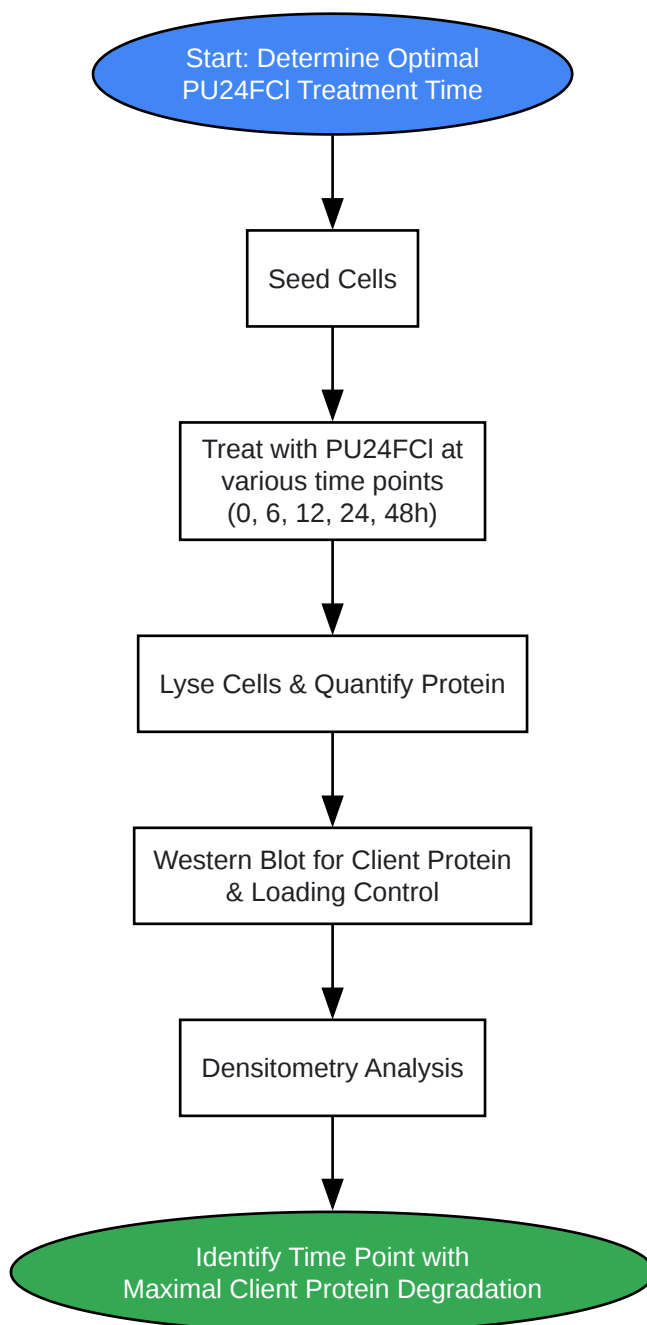 Start: Determine Optimal
PU24FCl Treatment Time
Seed Cells
Treat with PU24FCl at
various time points
(0, 6, 12, 24, 48h)
Lyse Cells & Quantify Protein
Western Blot for Client Protein
& Loading Control
Densitometry Analysis
Identify Time Point with
Maximal Client Protein Degradation